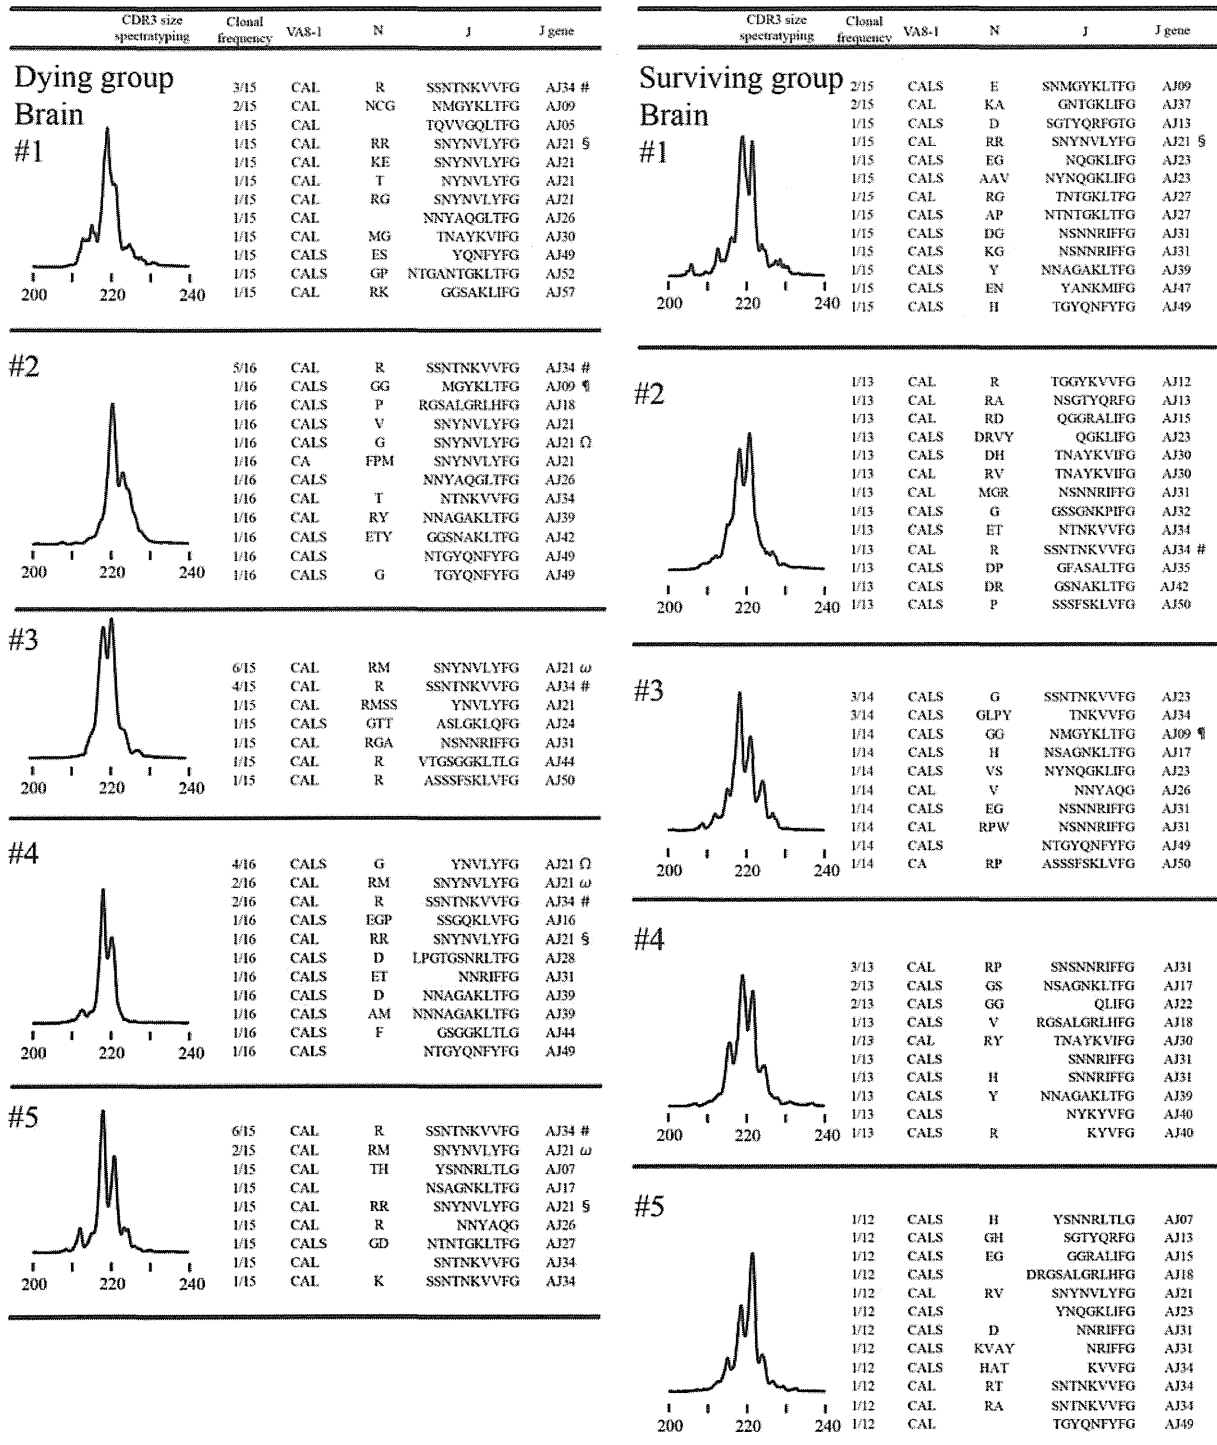 CDR3 size spectratyping Clonal frequency VA8-1 N J J gene
Dying group
Brain
#1
3/15 CAL R SSNTNKVVFG AJ34 #
2/15 CAL NCG NMGYKLTFG AJ09
1/15 CAL TQVVGQLTFG AJ05
1/15 CAL RR SNYNVLYFG AJ21 §
1/15 CAL KE SNYNVLYFG AJ21
1/15 CAL T NYNVLYFG AJ21
1/15 CAL RG SNYNVLYFG AJ21
1/15 CAL NNYAQGLTFG AJ26
1/15 CAL MG TNAYKVIFG AJ30
1/15 CALS ES YQNFYFG AJ49
1/15 CALS GP NTGANTGKLTFG AJ52
1/15 CAL RK GGSAKLIFG AJ57
200 220 240
#2
5/16 CAL R SSNTNKVVFG AJ34 #
1/16 CALS GG MGYKLTFG AJ09 ¶
1/16 CALS P RGSALGRLHFG AJ18
1/16 CALS V SNYNVLYFG AJ21
1/16 CALS G SNYNVLYFG AJ21 Ω
1/16 CA FPM SNYNVLYFG AJ21
1/16 CALS NNYAQGLTFG AJ26
1/16 CAL T NTNKVVFG AJ34
1/16 CAL RY NNAGAKLTFG AJ39
1/16 CALS ETY GGSNAKLTFG AJ42
1/16 CALS NTGYQNFYFG AJ49
1/16 CALS G TGYQNFYFG AJ49
200 220 240
#3
6/15 CAL RM SNYNVLYFG AJ21 ω
4/15 CAL R SSNTNKVVFG AJ34 #
1/15 CAL RMSS YNVLYFG AJ21
1/15 CALS GTT ASLGKLQFG AJ24
1/15 CAL RGA NSNNRIFFG AJ31
1/15 CAL R VTGSGGKLTLG AJ44
1/15 CAL R ASSSFSKLVFG AJ50
200 220 240
#4
4/16 CALS G YNVLYFG AJ21 Ω
2/16 CAL RM SNYNVLYFG AJ21 ω
2/16 CAL R SSNTNKVVFG AJ34 #
1/16 CALS EGP SSGQKLVFG AJ16
1/16 CAL RR SNYNVLYFG AJ21 §
1/16 CALS D LPGTGSNRLTFG AJ28
1/16 CALS ET NNRIFFG AJ31
1/16 CALS D NNAGAKLTFG AJ39
1/16 CALS AM NNNAGAKLTFG AJ39
1/16 CALS F GSGGKLTLG AJ44
1/16 CALS NTGYQNFYFG AJ49
200 220 240
#5
6/15 CAL R SSNTNKVVFG AJ34 #
2/15 CAL RM SNYNVLYFG AJ21 ω
1/15 CAL TH YSNNRLTLG AJ07
1/15 CAL NSAGNKLTFG AJ17
1/15 CAL RR SNYNVLYFG AJ21 §
1/15 CAL R NNYAQG AJ26
1/15 CALS GD NTNTGKLTFG AJ27
1/15 CAL SNTNKVVFG AJ34
1/15 CAL K SSNTNKVVFG AJ34
200 220 240
CDR3 size spectratyping Clonal frequency VA8-1 N J J gene
Surviving group
Brain
#1
2/15 CALS E SNMGYKLTFG AJ09
2/15 CAL KA GNTGKLIFG AJ37
1/15 CALS D SGTYQRFGTG AJ13
1/15 CAL RR SNYNVLYFG AJ21 §
1/15 CALS EG NQGKLIFG AJ23
1/15 CALS AAV NYNQGKLIFG AJ23
1/15 CAL RG TNTGKLTFG AJ27
1/15 CALS AP NTNTGKLTFG AJ27
1/15 CALS DG NSNNRIFFG AJ31
1/15 CALS KG NSNNRIFFG AJ31
1/15 CALS Y NNAGAKLTFG AJ39
1/15 CALS EN YANKMIFG AJ47
1/15 CALS H TGYQNFYFG AJ49
200 220 240
#2
1/13 CAL R TGGYKVVFG AJ12
1/13 CAL RA NSGTYQRFG AJ13
1/13 CAL RD QGGRALIFG AJ15
1/13 CALS DRVY QGKLIFG AJ23
1/13 CALS DH TNAYKVIFG AJ30
1/13 CAL RV TNAYKVIFG AJ30
1/13 CAL MGR NSNNRIFFG AJ31
1/13 CALS G GSSGNKPIFG AJ32
1/13 CALS ET NTNKVVFG AJ34
1/13 CAL R SSNTNKVVFG AJ34 #
1/13 CALS DP GFASALTFG AJ35
1/13 CALS DR GSNAKLTFG AJ42
1/13 CALS P SSSFSKLVFG AJ50
200 220 240
#3
3/14 CALS G SSNTNKVVFG AJ23
3/14 CALS GLPY TNKVVFG AJ34
1/14 CALS GG NMGYKLTFG AJ09 ¶
1/14 CALS H NSAGNKLTFG AJ17
1/14 CALS VS NYNQGKLIFG AJ23
1/14 CAL V NNYAQG AJ26
1/14 CALS EG NSNNRIFFG AJ31
1/14 CAL RPW NSNNRIFFG AJ31
1/14 CALS NTGYQNFYFG AJ49
1/14 CA RP ASSSFSKLVFG AJ50
200 220 240
#4
3/13 CAL RP SNSNNRIFFG AJ31
2/13 CALS GS NSAGNKLTFG AJ17
2/13 CALS GG QLIFG AJ22
1/13 CALS V RGSALGRLHFG AJ18
1/13 CAL RY TNAYKVIFG AJ30
1/13 CALS SNNRIFFG AJ31
1/13 CALS H SNNRIFFG AJ31
1/13 CALS Y NNAGAKLTFG AJ39
1/13 CALS NYKYVFG AJ40
1/13 CALS R KYVFG AJ40
200 220 240
#5
1/12 CALS H YSNNRLTLG AJ07
1/12 CALS GH SGTYQRFG AJ13
1/12 CALS EG GGRALIFG AJ15
1/12 CALS DRGSALGRLHFG AJ18
1/12 CAL RV SNYNVLYFG AJ21
1/12 CALS YNQGKLIFG AJ23
1/12 CALS D NNRIFFG AJ31
1/12 CALS KVAY NRIFFG AJ31
1/12 CALS HAT KVVFG AJ34
1/12 CAL RT SNTNKVVFG AJ34
1/12 CAL RA SNTNKVVFG AJ34
1/12 CAL TGYQNFYFG AJ49
200 220 240